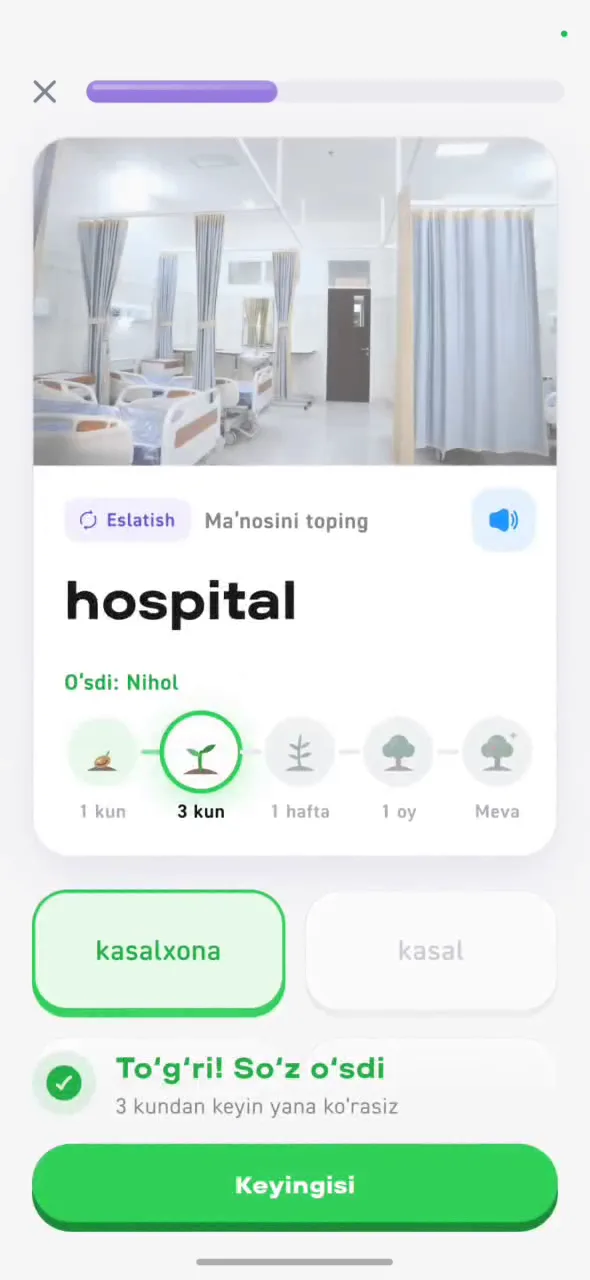 Eslatish Ma'nosini toping
hospital
O'sdi: Nihol
1 kun 3 kun 1 hafta 1 oy Meva
kasalxona kasal
To‘g‘ri! So‘z o‘sdi
3 kundan keyin yana ko'rasiz
Keyingisi